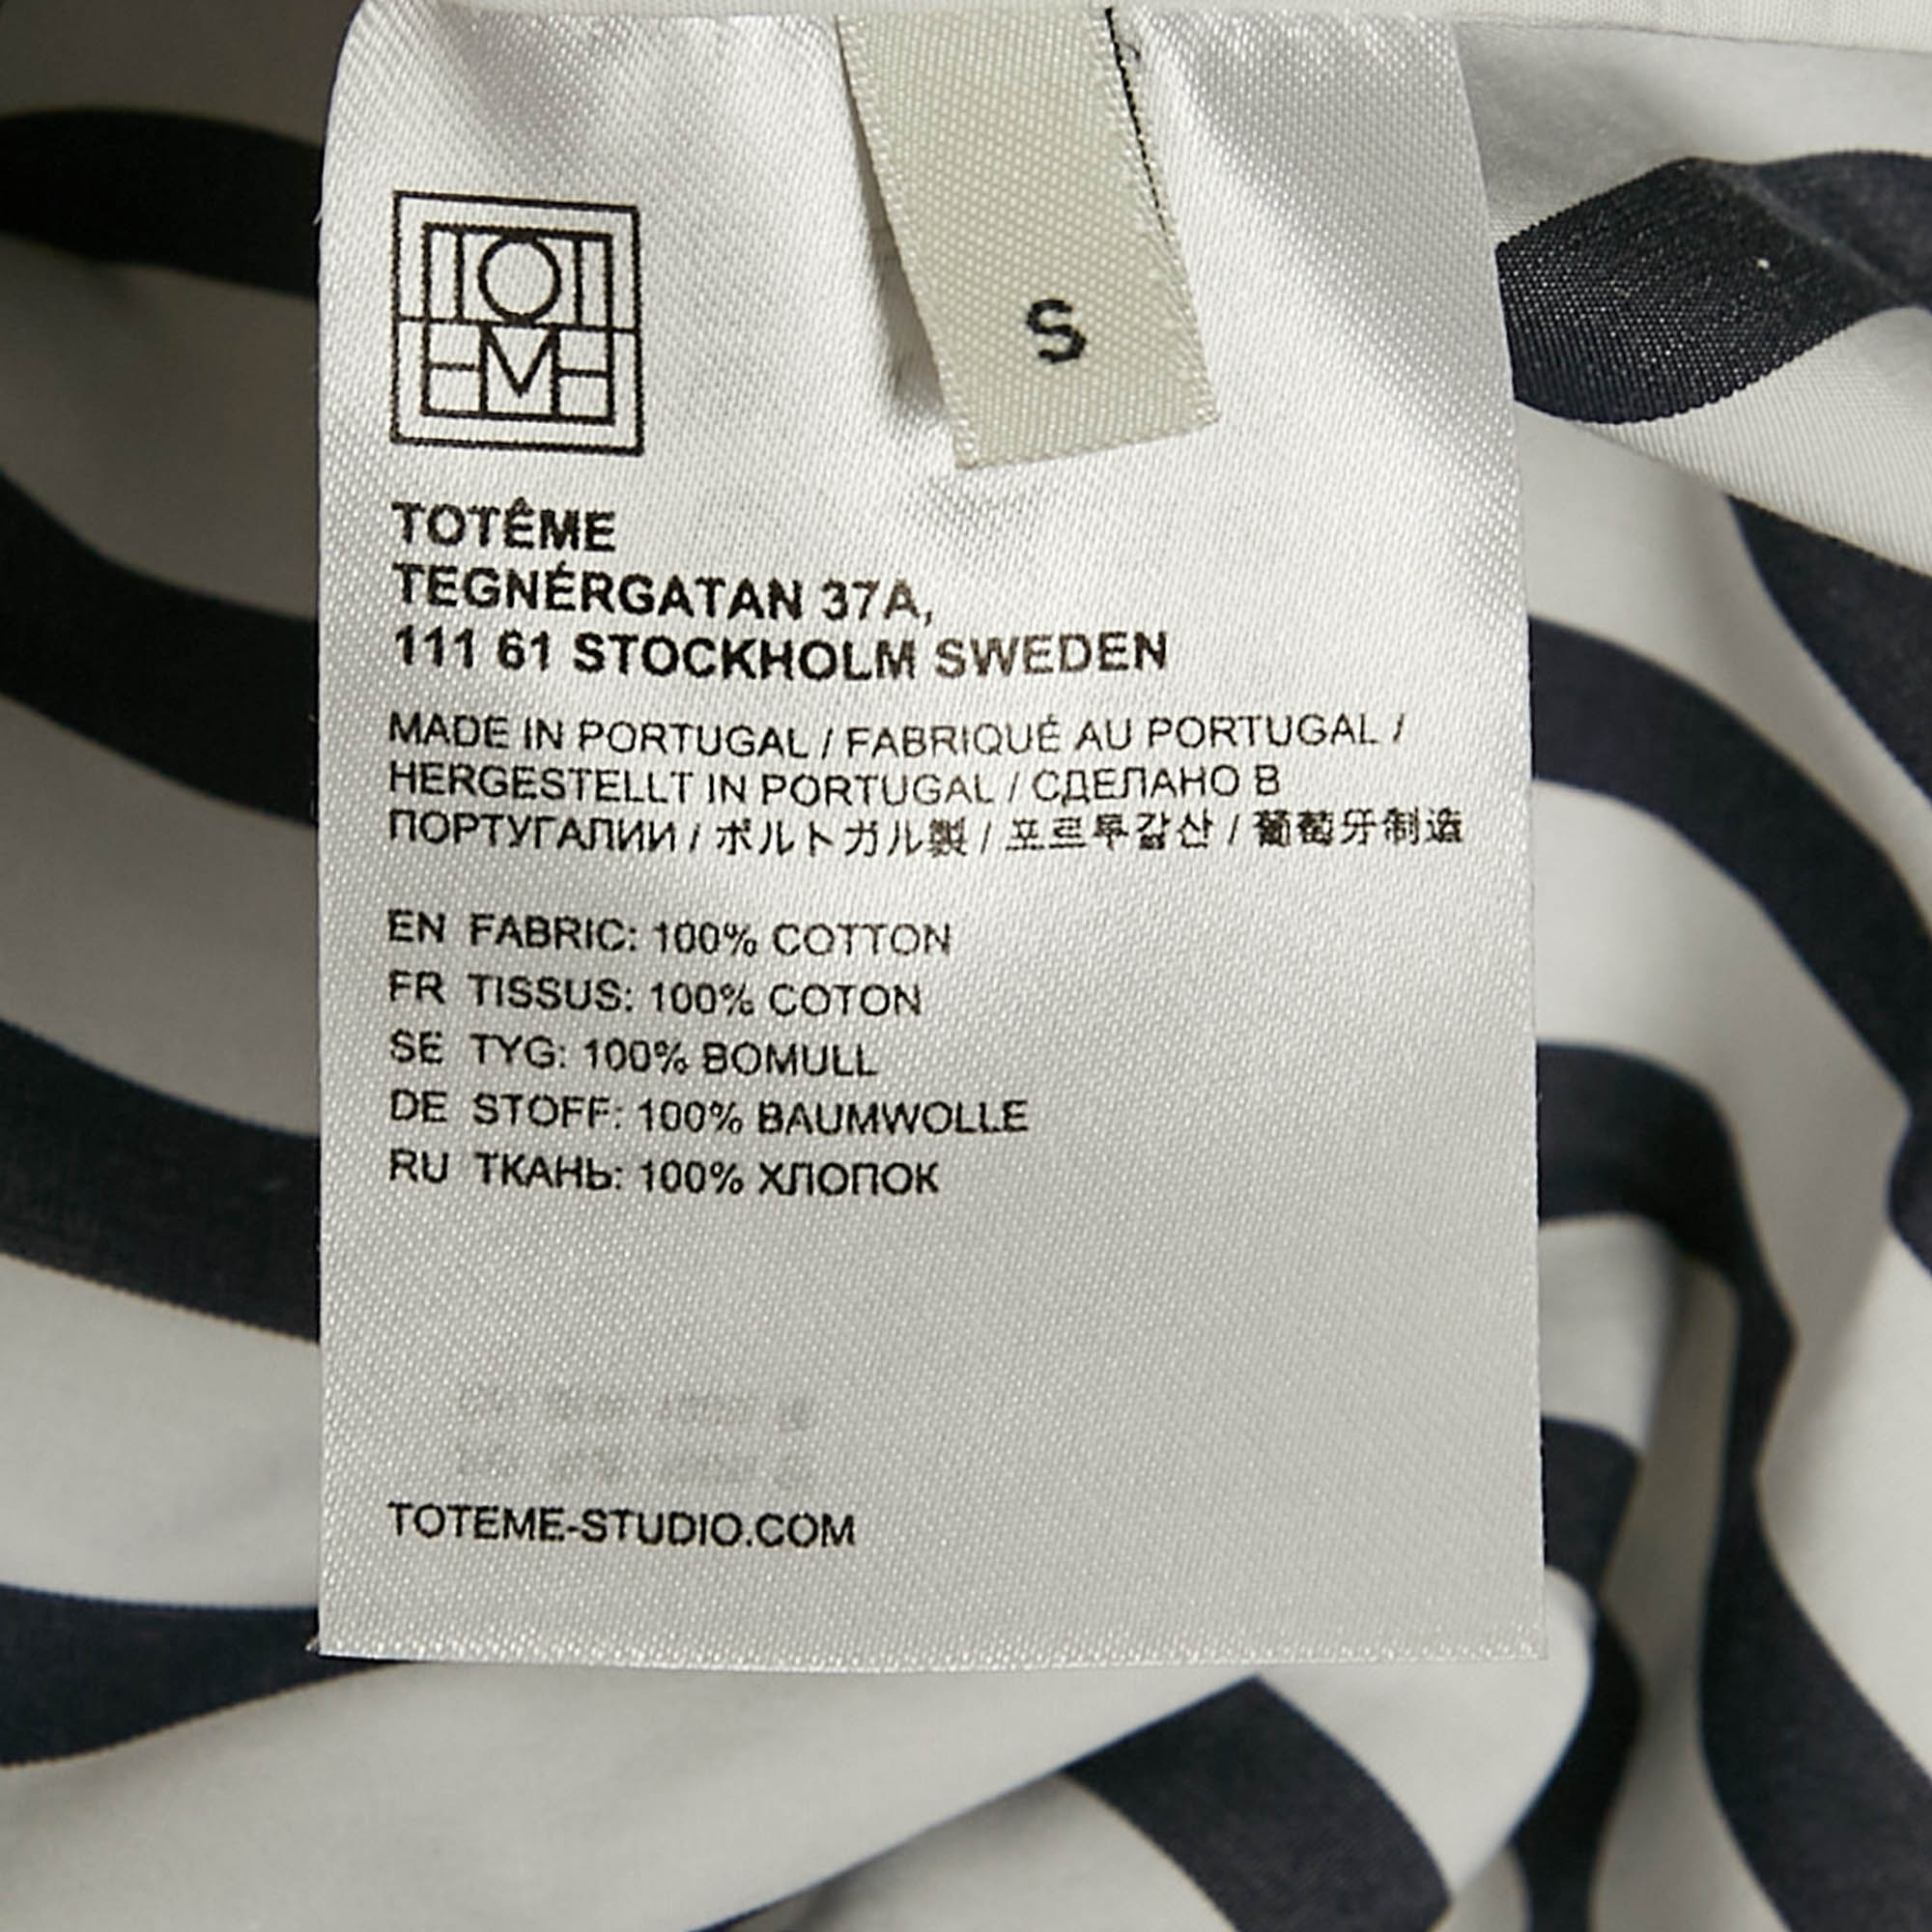 S
TOTEME
TOTÊME
TEGNÉRGATAN 37A,
111 61 STOCKHOLM SWEDEN
MADE IN PORTUGAL / FABRIQUÉ AU PORTUGAL /
HERGESTELLT IN PORTUGAL / СДЕЛАНО В
ПОРТУГАЛИИ / ポルトガル製 / 포르투갈산 / 葡萄牙制造
EN FABRIC: 100% COTTON
FR TISSUS: 100% COTON
SE TYG: 100% BOMULL
DE STOFF: 100% BAUMWOLLE
RU ТКАНЬ: 100% ХЛОПОК
TOTEME-STUDIO.COM